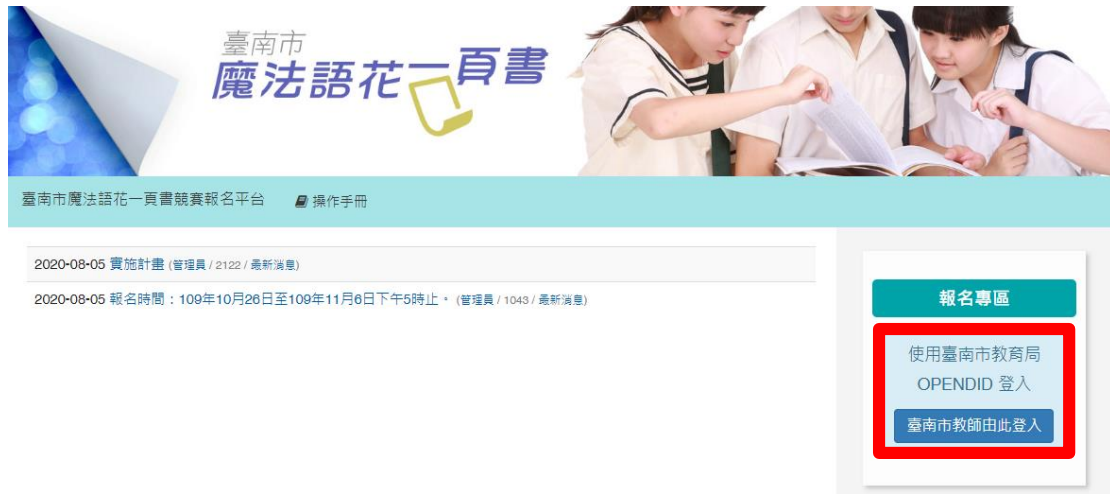 臺南市
魔法語花一頁書
臺南市魔法語花一頁書競賽報名平台 操作手冊
2020-08-05 實施計畫 (管理員 / 2122 / 最新消息)
2020-08-05 報名時間：109年10月26日至109年11月6日下午5時止。 (管理員 / 1043 / 最新消息)
報名專區
使用臺南市教育局
OPENDID 登入
臺南市教師由此登入